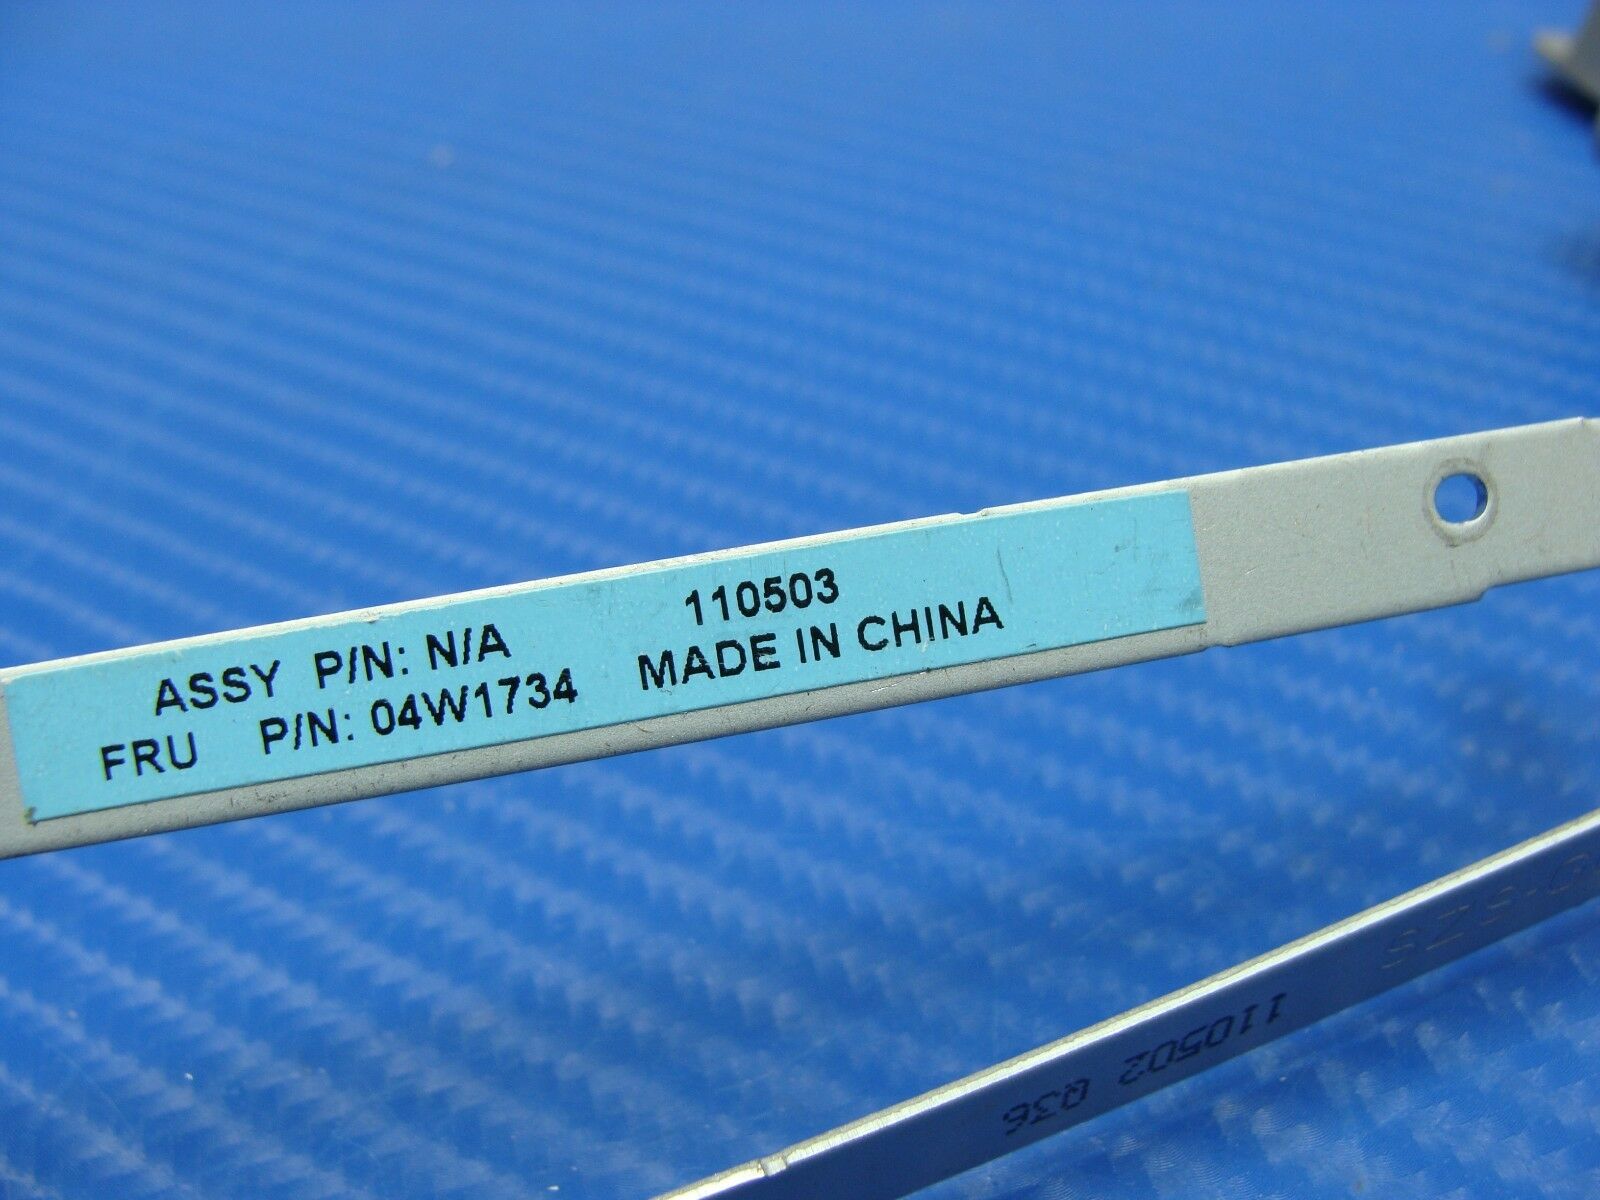 ASSY P/N: N/A 110503
FRU P/N: 04W1734 MADE IN CHINA
110502 Q36